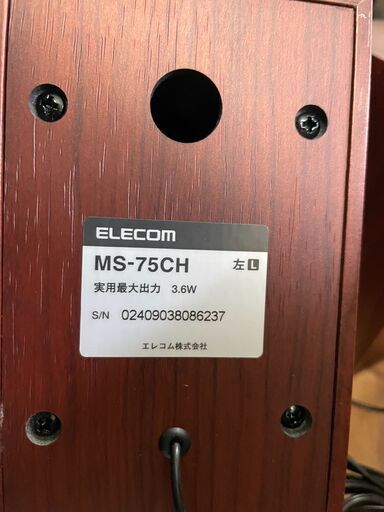 ELECOM
MS-75CH 左 L
実用最大出力 3.6W
S/N 02409038086237
エレコム株式会社